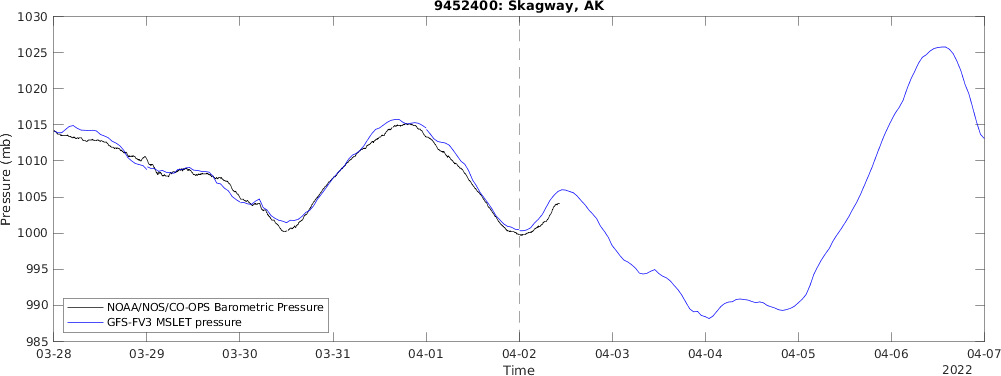 9452400: Skagway, AK
1030
1025
1020
1015
1010
1005
1000
995
990
985
Pressure (mb)
NOAA/NOS/CO-OPS Barometric Pressure
GFS-FV3 MSLET pressure
03-28 03-29 03-30 03-31 04-01 04-02 04-03 04-04 04-05 04-06 04-07
Time
2022